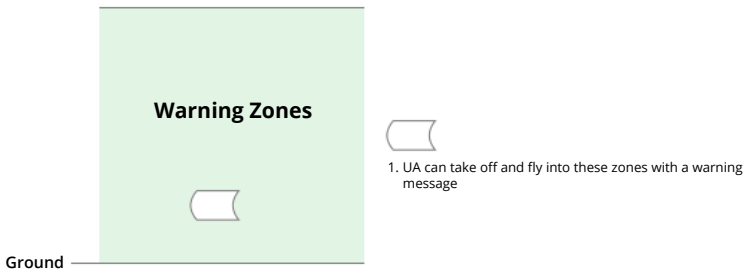 Warning Zones
1. UA can take off and fly into these zones with a warning
message
Ground